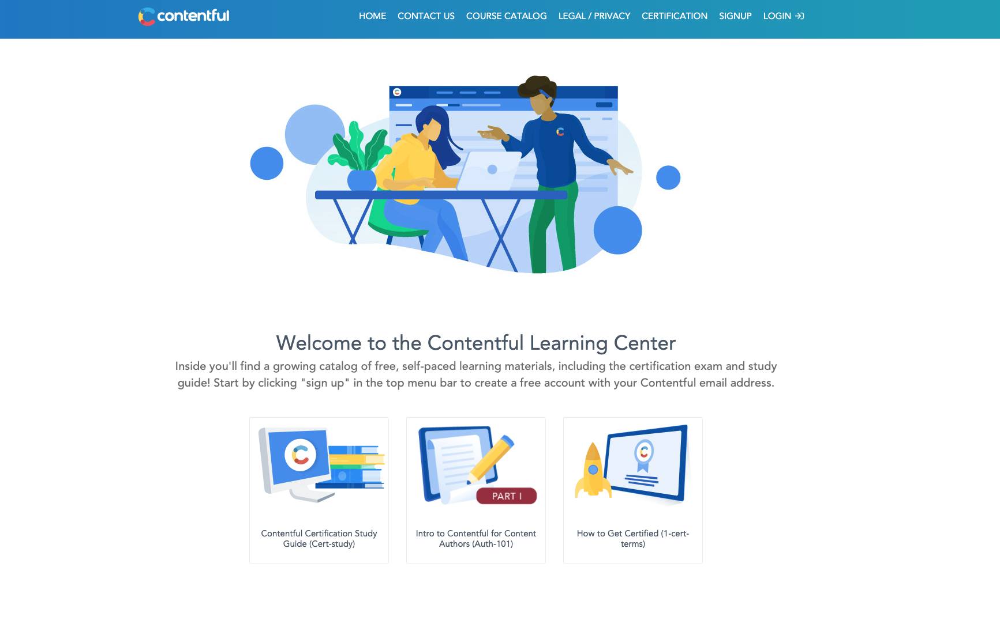 contentful
HOME CONTACT US COURSE CATALOG LEGAL / PRIVACY CERTIFICATION SIGNUP LOGIN
Welcome to the Contentful Learning Center
Inside you'll find a growing catalog of free, self-paced learning materials, including the certification exam and study
guide! Start by clicking "sign up" in the top menu bar to create a free account with your Contentful email address.
PART I
Contentful Certification Study
Guide (Cert-study)
Intro to Contentful for Content
Authors (Auth-101)
How to Get Certified (1-cert-
terms)